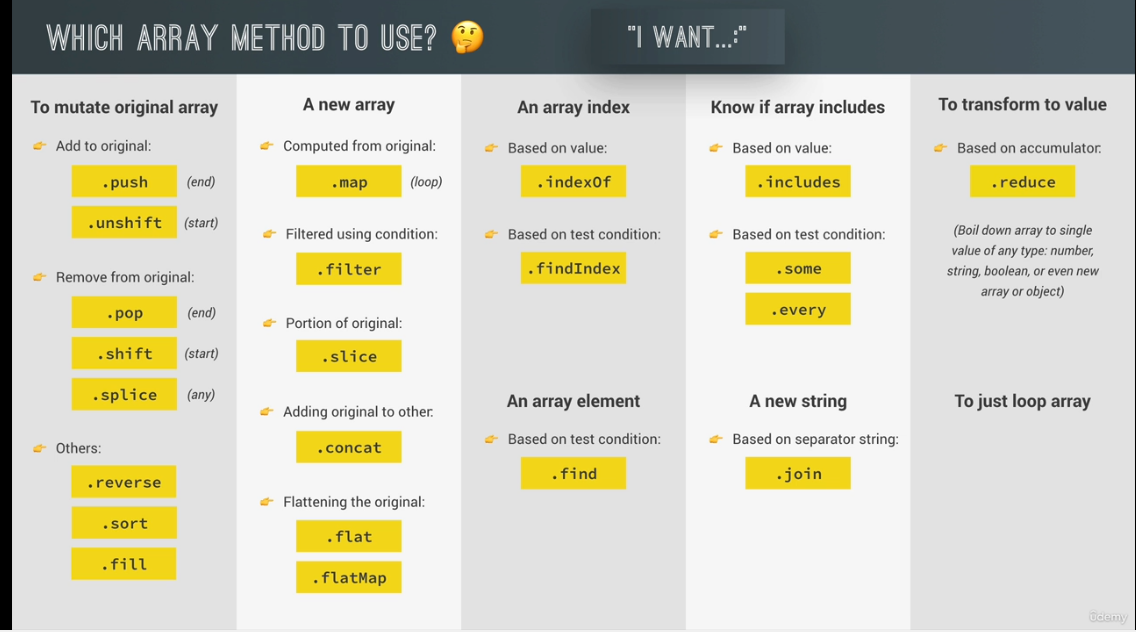 WHICH ARRAY METHOD TO USE?
"I WANT...:"
To mutate original array
Add to original:
.push (end)
.unshift (start)
Remove from original:
.pop (end)
.shift (start)
.splice (any)
Others:
.reverse
.sort
.fill
A new array
Computed from original:
.map (loop)
Filtered using condition:
.filter
Portion of original:
.slice
Adding original to other:
.concat
Flattening the original:
.flat
.flatMap
An array index
Based on value:
.indexOf
Based on test condition:
.findIndex
An array element
Based on test condition:
.find
Know if array includes
Based on value:
.includes
Based on test condition:
.some
.every
A new string
Based on separator string:
.join
To transform to value
Based on accumulator:
.reduce
(Boil down array to single
value of any type: number,
string, boolean, or even new
array or object)
To just loop array
ûdemy